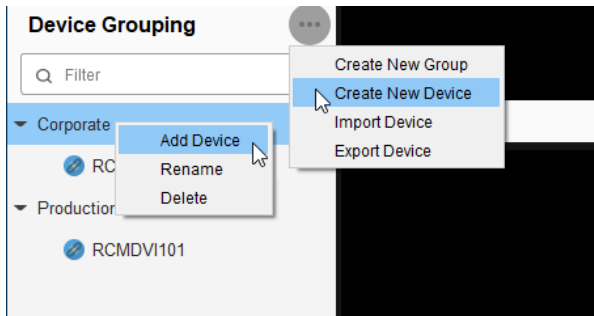 Device Grouping
Filter
Create New Group
Create New Device
Import Device
Export Device
Corporate
Add Device
Rename
Delete
RC
Production
RCMDVI101